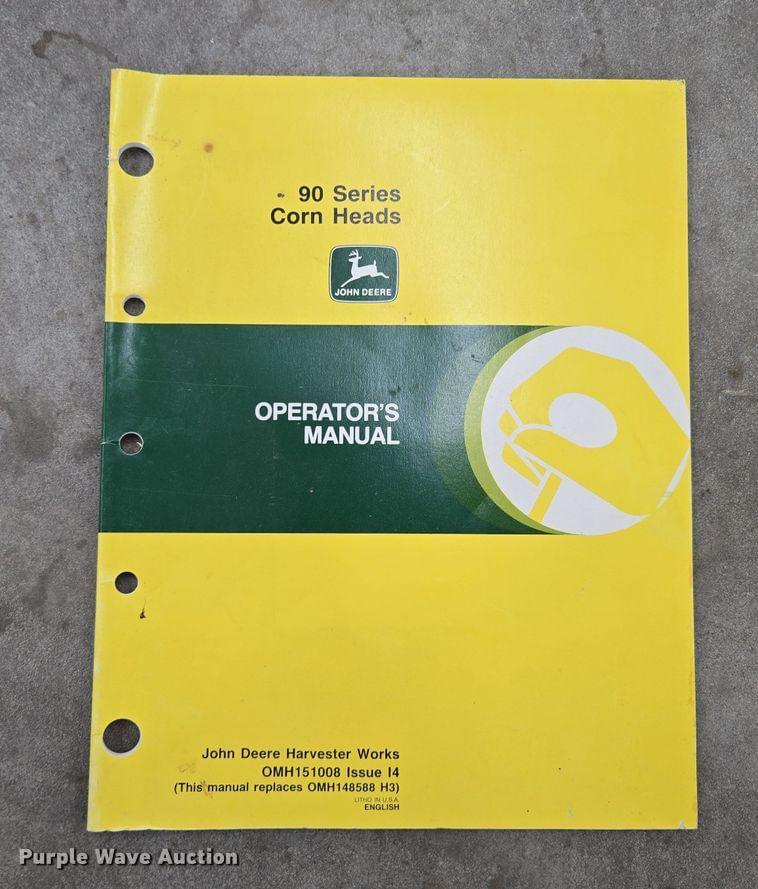 90 Series
Corn Heads
JOHN DEERE
OPERATOR'S
MANUAL
John Deere Harvester Works
OMH151008 Issue I4
(This manual replaces OMH148588 H3)
LITHO IN U.S.A.
ENGLISH
Purple Wave Auction